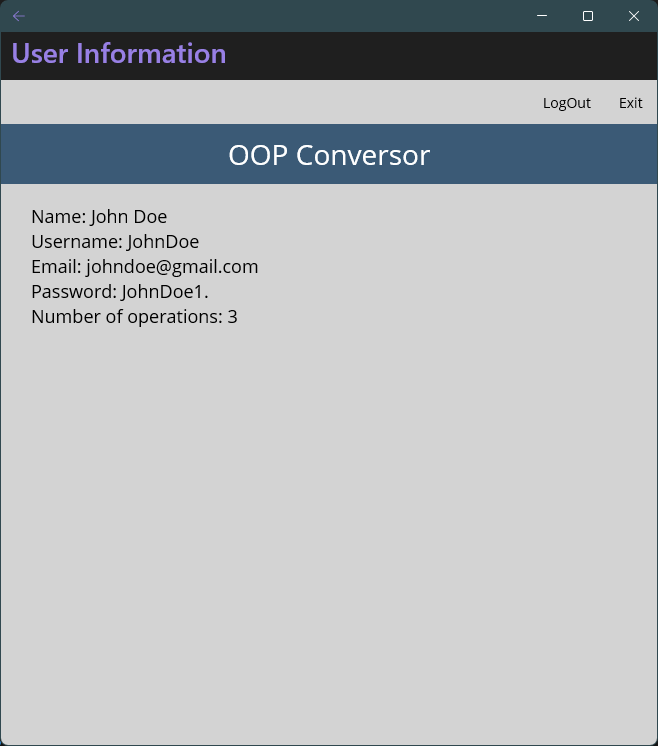 User Information
LogOut Exit
OOP Conversor
Name: John Doe
Username: JohnDoe
Email: johndoe@gmail.com
Password: JohnDoe1.
Number of operations: 3